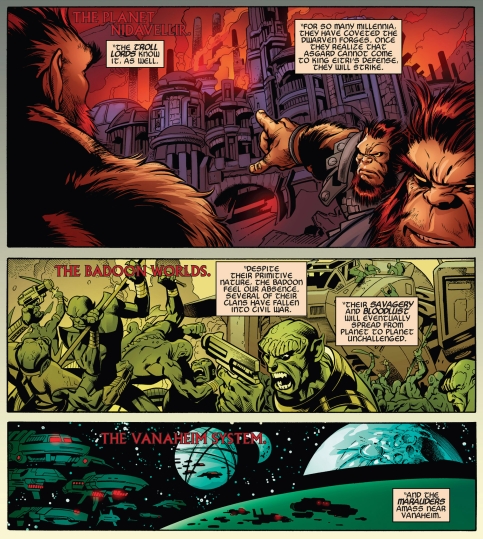 THE PLANET
NIDAVELLIR.
"THE TROLL
LORDS KNOW
IT, AS WELL.
"FOR SO MANY MILLENNIA,
THEY HAVE COVETED THE
DWARVEN FORGES. ONCE
THEY REALIZE THAT
ASGARD CANNOT COME
TO KING EITRI'S DEFENSE,
THEY WILL STRIKE.
THE BADOON WORLDS.
"DESPITE
THEIR PRIMITIVE
NATURE, THE BADOON
FEEL OUR ABSENCE.
SEVERAL OF THEIR
CLANS HAVE FALLEN
INTO CIVIL WAR.
"THEIR SAVAGERY
AND BLOODLUST
WILL EVENTUALLY
SPREAD FROM
PLANET TO PLANET
UNCHALLENGED.
THE VANAHEIM SYSTEM.
"AND THE
MARAUDERS
AMASS NEAR
VANAHEIM.